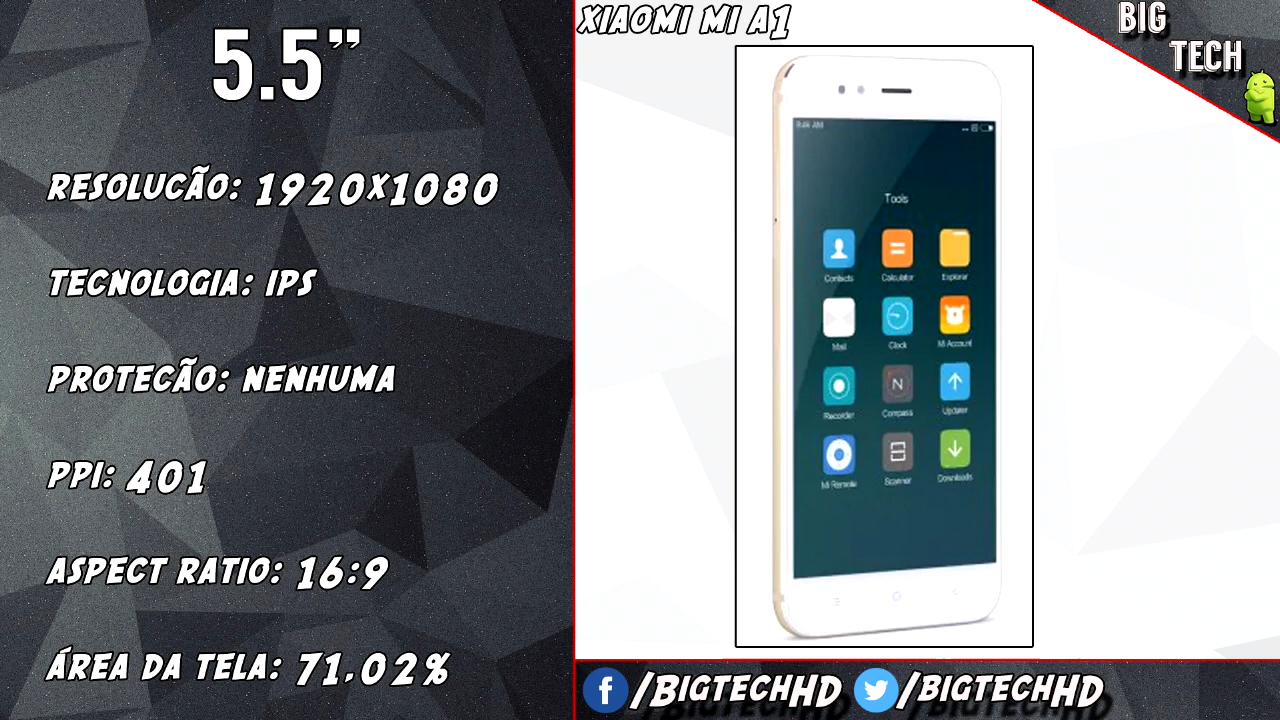 5.5”
RESOLUCÃO: 1920X1080
TECNOLOGIA: IPS
PROTECÃO: NENHUMA
PPI: 401
ASPECT RATIO: 16:9
ÁREA DA TELA: 71.02%
XIAOMI MI A1
BIG
TECH
Tools
Contacts Calculator Explorer
Mail Clock Mi Account
Recorder Compass Updater
Mi Remote Scanner Downloads
/BIGTECHHD /BIGTECHHD